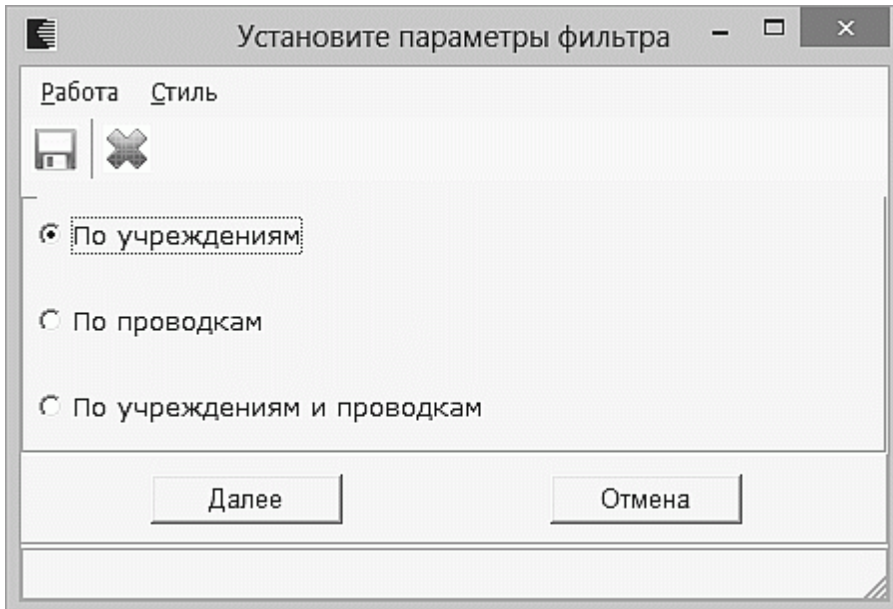 Установите параметры фильтра
Работа Стиль
По учреждениям
По проводкам
По учреждениям и проводкам
Далее Отмена